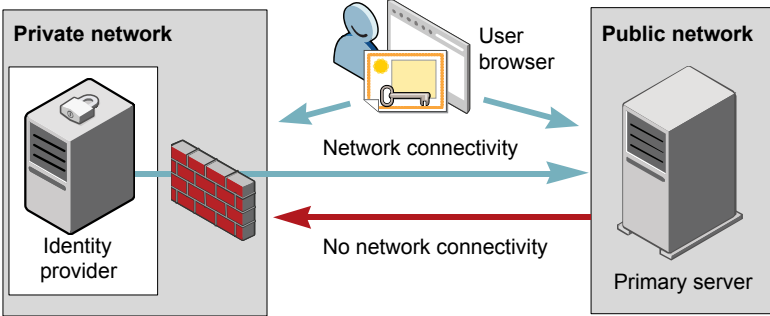 Private network
User
browser
Public network
Network connectivity
No network connectivity
Identity
provider
Primary server